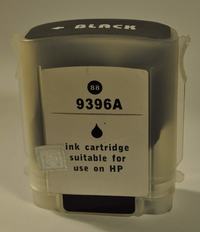 BLACK
88
9396A
ink cartridge
suitable for
use on HP